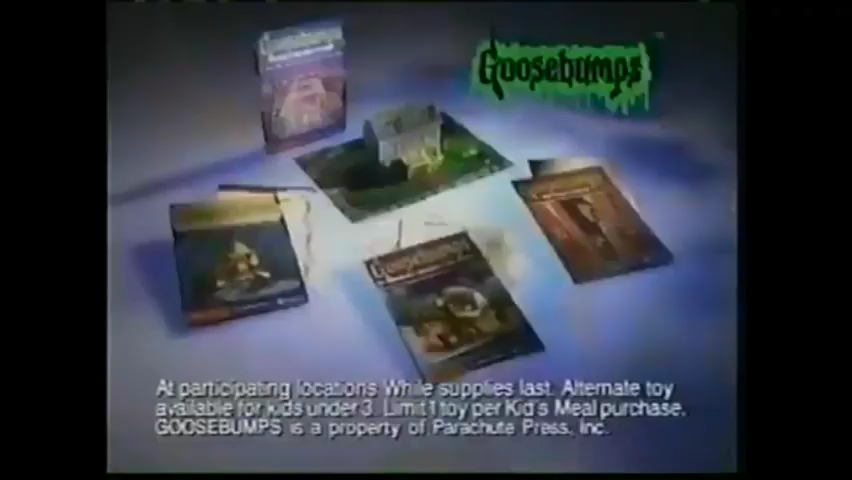 Goosebumps
At participating locations. While supplies last. Alternate toy
available for kids under 3. Limit 1 toy per Kid's Meal purchase.
GOOSEBUMPS is a property of Parachute Press, Inc.